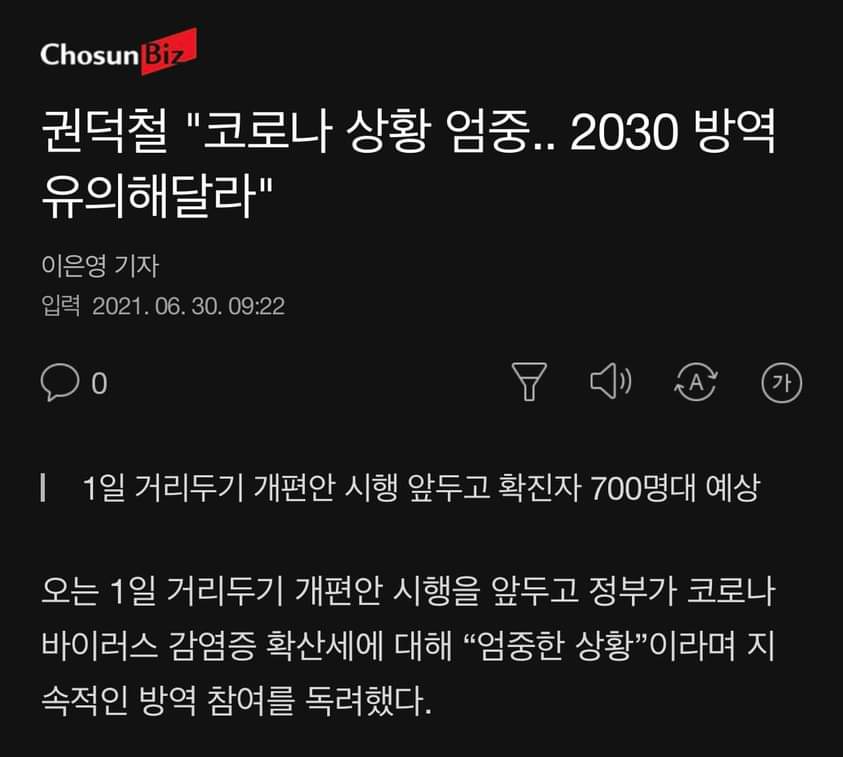 ChosunBiz
권덕철 "코로나 상황 엄중.. 2030 방역
유의해달라"
이은영 기자
입력 2021. 06. 30. 09:22
0
A
가
1일 거리두기 개편안 시행 앞두고 확진자 700명대 예상
오는 1일 거리두기 개편안 시행을 앞두고 정부가 코로나
바이러스 감염증 확산세에 대해 “엄중한 상황”이라며 지
속적인 방역 참여를 독려했다.